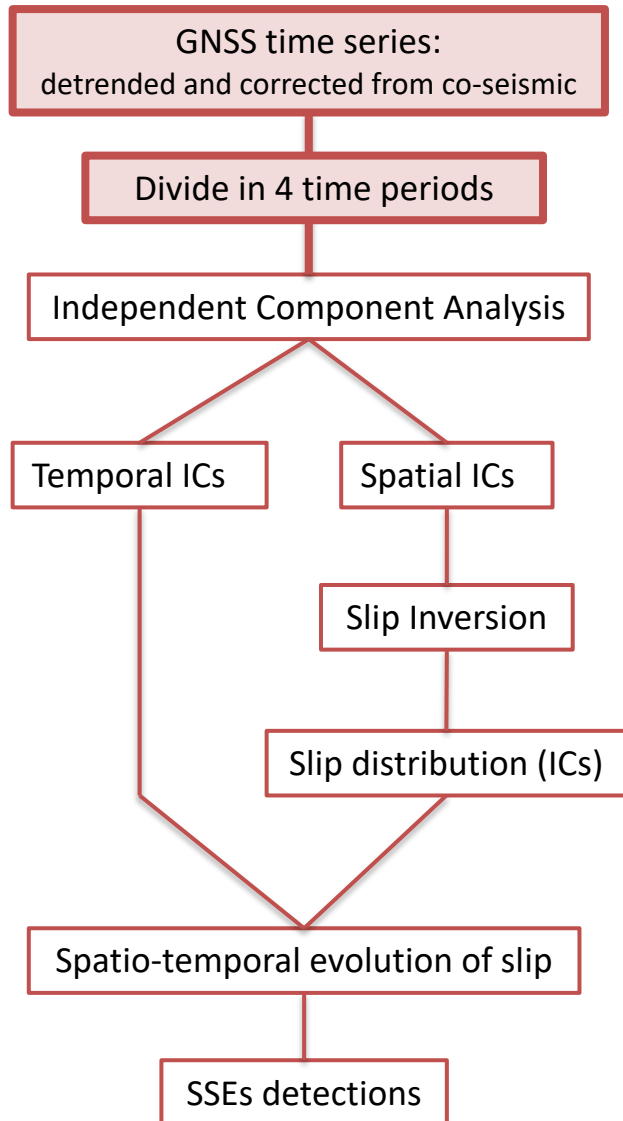 GNSS time series:
detrended and corrected from co-seismic
Divide in 4 time periods
Independent Component Analysis
Temporal ICs
Spatial ICs
Slip Inversion
Slip distribution (ICs)
Spatio-temporal evolution of slip
SSEs detections